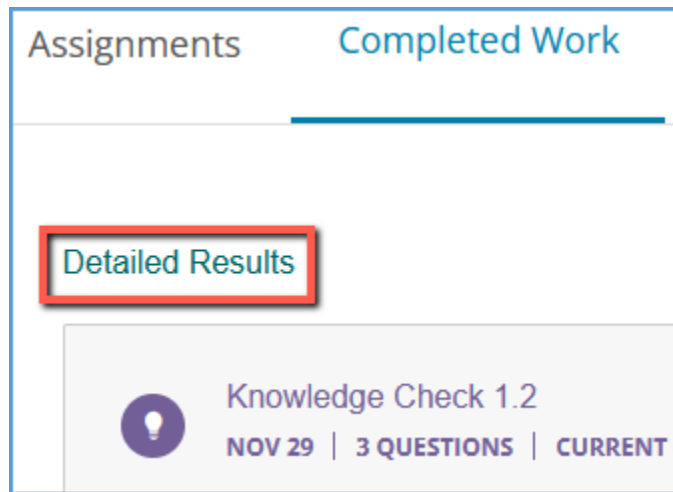 Assignments Completed Work
Detailed Results
Knowledge Check 1.2
NOV 29 | 3 QUESTIONS | CURRENT